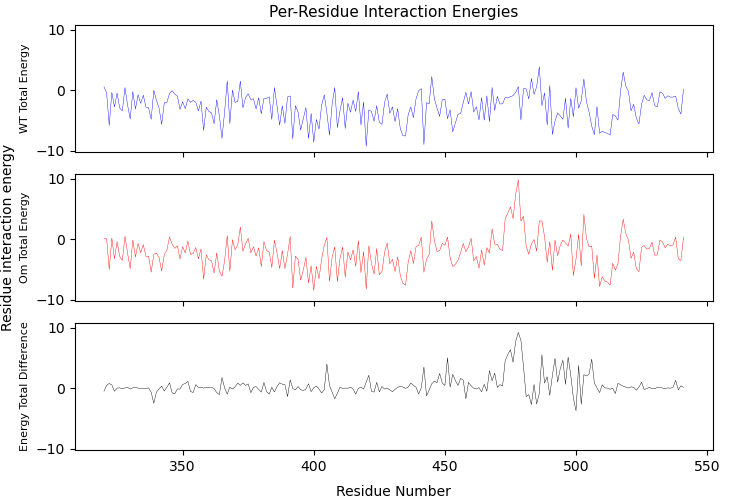 Per-Residue Interaction Energies
10
0
−10
WT Total Energy
10
0
−10
Om Total Energy
Residue interaction energy
10
0
−10
Energy Total Difference
350
400
450
500
550
Residue Number